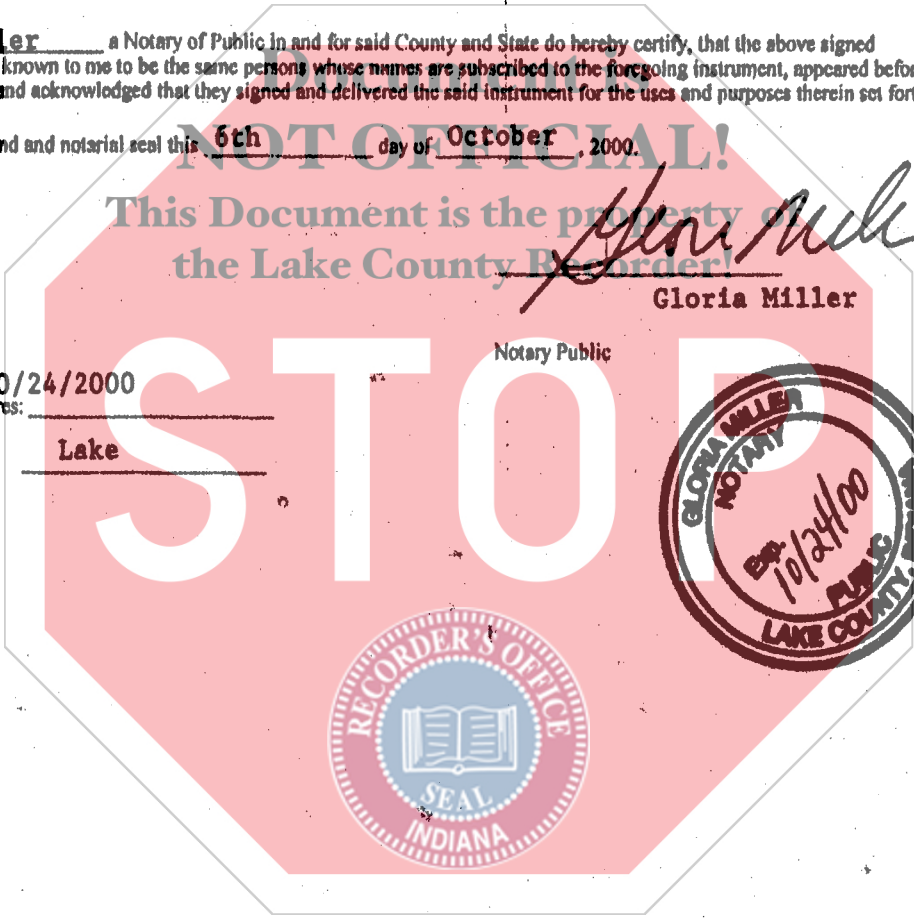 ler a Notary of Public in and for said County and State do hereby certify, that the above signed
known to me to be the same persons whose names are subscribed to the foregoing instrument, appeared befor
and acknowledged that they signed and delivered the said instrument for the uses and purposes therein set fort
nd and notarial seal this 6th day of October, 2000.
Document is
NOT OFFICIAL!
This Document is the property of
the Lake County Recorder!
Gloria Miller
Notary Public
0/24/2000
res:
Lake
STOP
GLORIA MILLER
NOTARY
Exp.
10/24/00
PUBLIC
LAKE COUNTY,
RECORDER'S OFFICE
SEAL
INDIANA